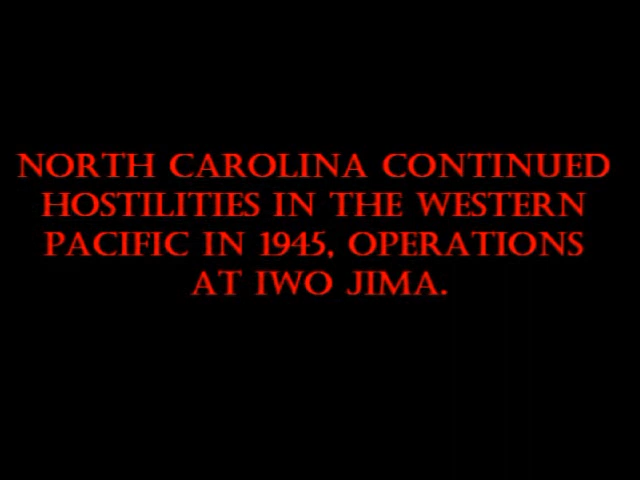 NORTH CAROLINA CONTINUED
HOSTILITIES IN THE WESTERN
PACIFIC IN 1945, OPERATIONS
AT IWO JIMA.